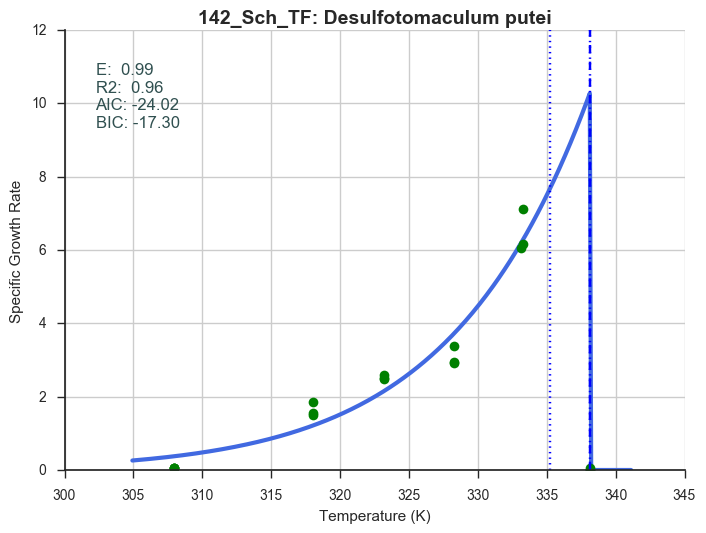 142_Sch_TF: Desulfotomaculum putei
12
10
8
6
4
2
0
E:  0.99
R2:  0.96
AIC: -24.02
BIC: -17.30
Specific Growth Rate
300 305 310 315 320 325 330 335 340 345
Temperature (K)